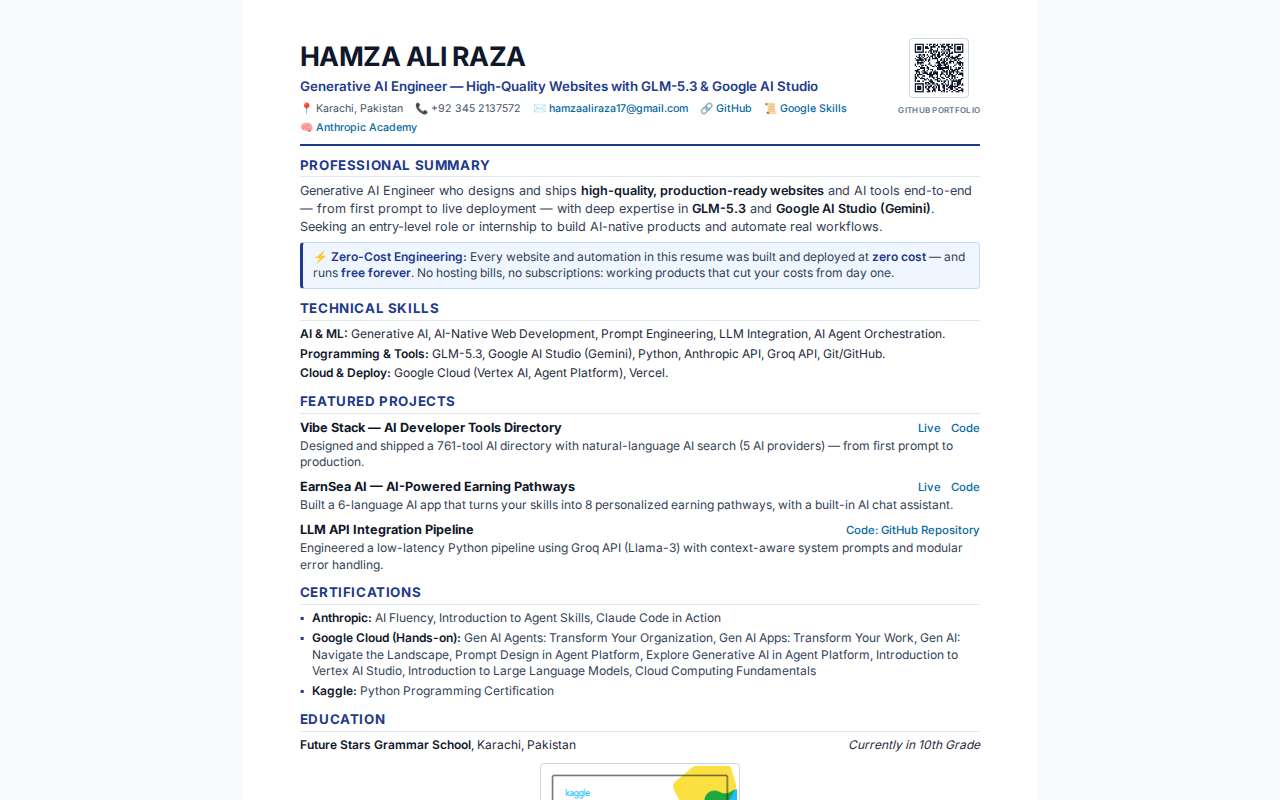 HAMZA ALI RAZA
Generative AI Engineer — High-Quality Websites with GLM-5.3 & Google AI Studio
📍 Karachi, Pakistan 📞 +92 345 2137572 ✉️ hamzaaliraza17@gmail.com 🔗 GitHub 📜 Google Skills
🧠 Anthropic Academy
GITHUB PORTFOLIO
PROFESSIONAL SUMMARY
Generative AI Engineer who designs and ships high-quality, production-ready websites and AI tools end-to-end
— from first prompt to live deployment — with deep expertise in GLM-5.3 and Google AI Studio (Gemini).
Seeking an entry-level role or internship to build AI-native products and automate real workflows.
⚡ Zero-Cost Engineering: Every website and automation in this resume was built and deployed at zero cost — and
runs free forever. No hosting bills, no subscriptions: working products that cut your costs from day one.
TECHNICAL SKILLS
AI & ML: Generative AI, AI-Native Web Development, Prompt Engineering, LLM Integration, AI Agent Orchestration.
Programming & Tools: GLM-5.3, Google AI Studio (Gemini), Python, Anthropic API, Groq API, Git/GitHub.
Cloud & Deploy: Google Cloud (Vertex AI, Agent Platform), Vercel.
FEATURED PROJECTS
Vibe Stack — AI Developer Tools Directory Live Code
Designed and shipped a 761-tool AI directory with natural-language AI search (5 AI providers) — from first prompt to
production.
EarnSea AI — AI-Powered Earning Pathways Live Code
Built a 6-language AI app that turns your skills into 8 personalized earning pathways, with a built-in AI chat assistant.
LLM API Integration Pipeline Code: GitHub Repository
Engineered a low-latency Python pipeline using Groq API (Llama-3) with context-aware system prompts and modular
error handling.
CERTIFICATIONS
▪ Anthropic: AI Fluency, Introduction to Agent Skills, Claude Code in Action
▪ Google Cloud (Hands-on): Gen AI Agents: Transform Your Organization, Gen AI Apps: Transform Your Work, Gen AI:
Navigate the Landscape, Prompt Design in Agent Platform, Explore Generative AI in Agent Platform, Introduction to
Vertex AI Studio, Introduction to Large Language Models, Cloud Computing Fundamentals
▪ Kaggle: Python Programming Certification
EDUCATION
Future Stars Grammar School, Karachi, Pakistan Currently in 10th Grade
kaggle